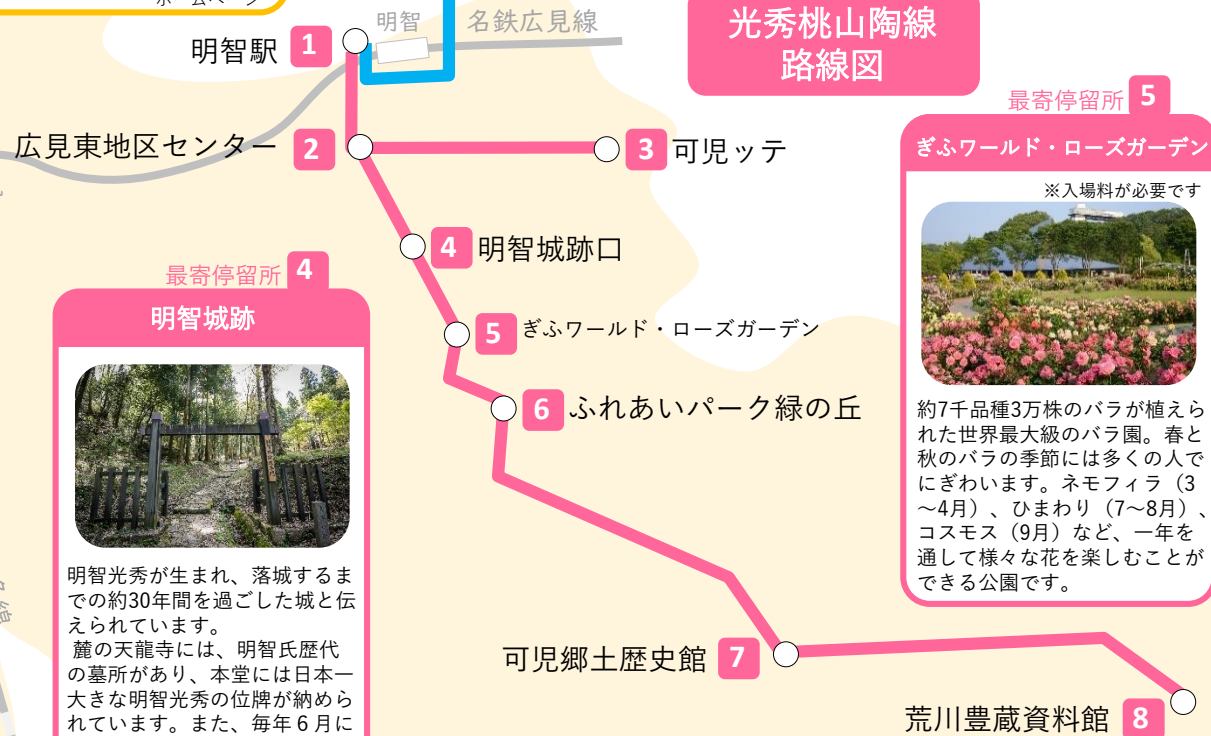 ホームページ
明智
名鉄広見線
光秀桃山陶線
路線図
明智駅 1
広見東地区センター 2
3 可児ッテ
4 明智城跡口
5 ぎふワールド・ローズガーデン
6 ふれあいパーク緑の丘
可児郷土歴史館 7
荒川豊蔵資料館 8
最寄停留所 4
明智城跡
明智光秀が生まれ、落城するま
での約30年間を過ごした城と伝
えられています。
麓の天龍寺には、明智氏歴代
の墓所があり、本堂には日本一
大きな明智光秀の位牌が納めら
れています。また、毎年６月に
最寄停留所 5
ぎふワールド・ローズガーデン
※入場料が必要です
約7千品種3万株のバラが植えら
れた世界最大級のバラ園。春と
秋のバラの季節には多くの人で
にぎわいます。ネモフィラ（3
～4月）、ひまわり（7～8月）、
コスモス（9月）など、一年を
通して様々な花を楽しむことが
できる公園です。